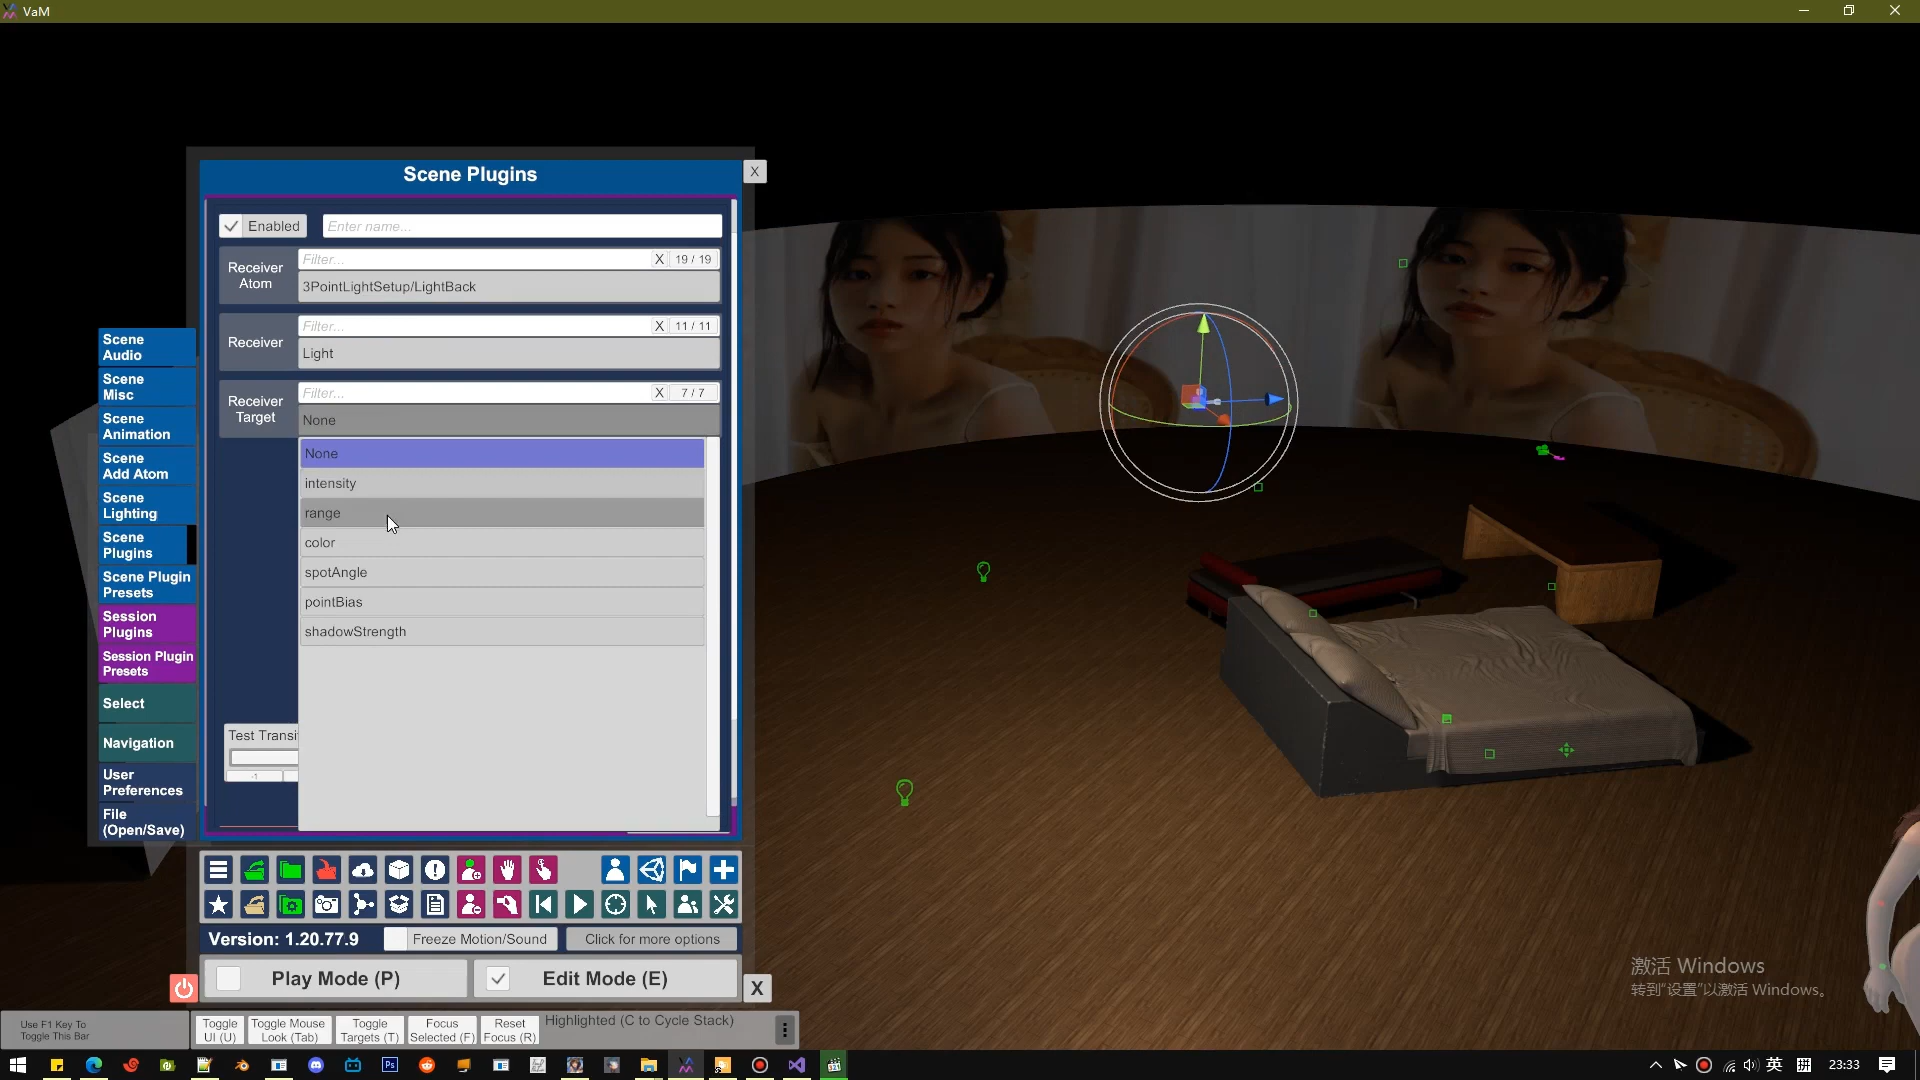 VaM
Scene Plugins
X
Enabled
Enter name...
Receiver
Atom
Filter...
X
19 / 19
3PointLightSetup/LightBack
Receiver
Filter...
X
11 / 11
Light
Receiver
Target
Filter...
X
7 / 7
None
None
intensity
range
color
spotAngle
pointBias
shadowStrength
Test Transi
-1
Scene
Audio
Scene
Misc
Scene
Animation
Scene
Add Atom
Scene
Lighting
Scene
Plugins
Scene Plugin
Presets
Session
Plugins
Session Plugin
Presets
Select
Navigation
User
Preferences
File
(Open/Save)
Version: 1.20.77.9
Freeze Motion/Sound
Click for more options
Play Mode (P)
Edit Mode (E)
X
Use F1 Key To
Toggle This Bar
Toggle
UI (U)
Toggle Mouse
Look (Tab)
Toggle
Targets (T)
Focus
Selected (F)
Reset
Focus (R)
Highlighted (C to Cycle Stack)
激活 Windows
转到"设置"以激活 Windows。
Ps
英
23:33